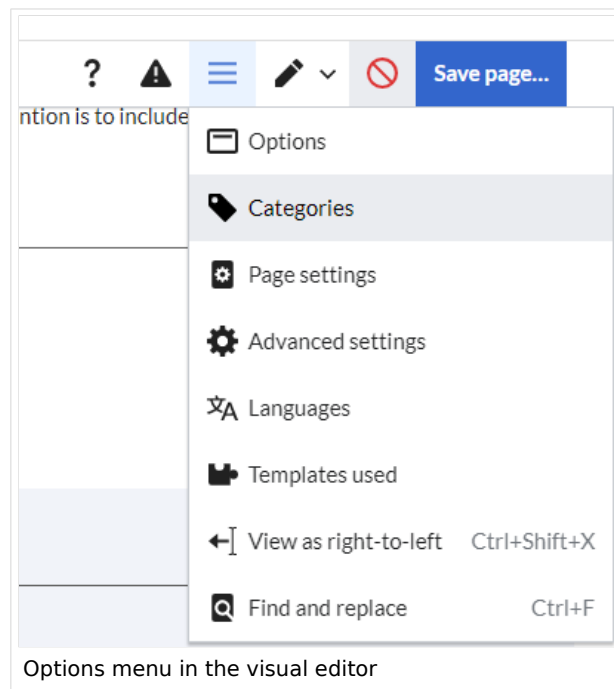 ?
Save page...
ntion is to include
Options
Categories
Page settings
Advanced settings
Languages
Templates used
View as right-to-left Ctrl+Shift+X
Find and replace Ctrl+F
Options menu in the visual editor